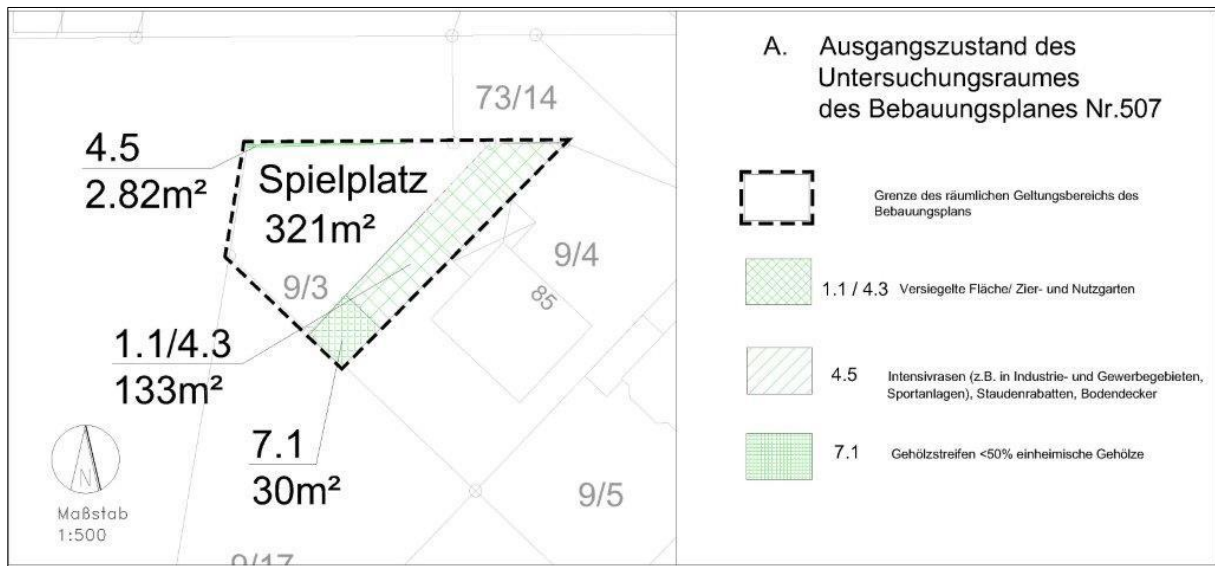 73/14
4.5
2.82m²
Spielplatz
321m²
9/4
9/3
85
1.1/4.3
133m²
7.1
30m²
9/5
N
Maßstab
1:500
9/17
A. Ausgangszustand des
Untersuchungsraumes
des Bebauungsplanes Nr.507
Grenze des räumlichen Geltungsbereichs des
Bebauungsplans
1.1 / 4.3 Versiegelte Fläche/ Zier- und Nutzgarten
4.5 Intensivrasen (z.B. in Industrie- und Gewerbegebieten,
Sportanlagen), Staudenrabatten, Bodendecker
7.1 Gehölzstreifen <50% einheimische Gehölze